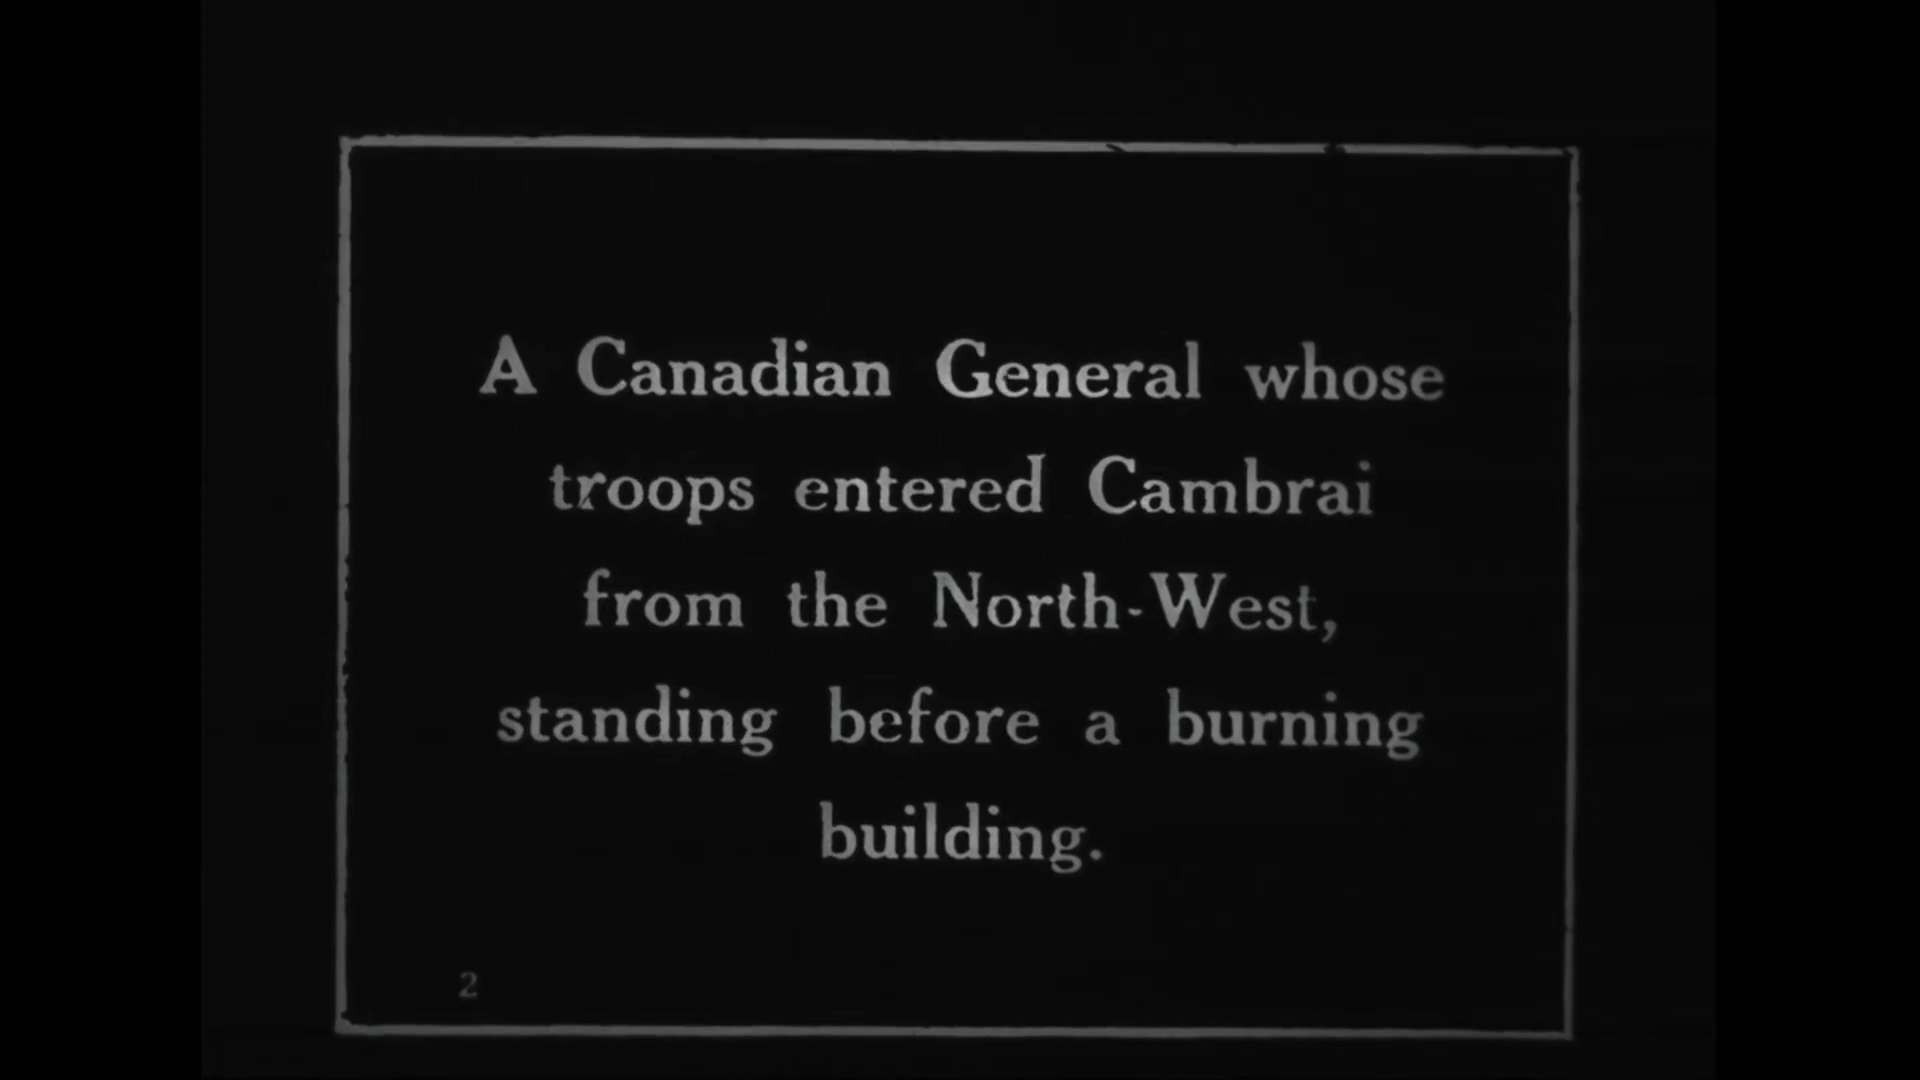 A Canadian General whose
troops entered Cambrai
from the North-West,
standing before a burning
building.
2